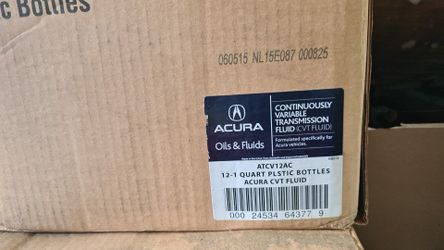 c Bottles
060515 NL15E087 000825
ACURA
Oils & Fluids
CONTINUOUSLY
VARIABLE
TRANSMISSION
FLUID (CVT FLUID)
Formulated specifically for
Acura vehicles.
ATCV12AC
12-1 QUART PLSTIC BOTTLES
ACURA CVT FLUID
000 24534 64377 9